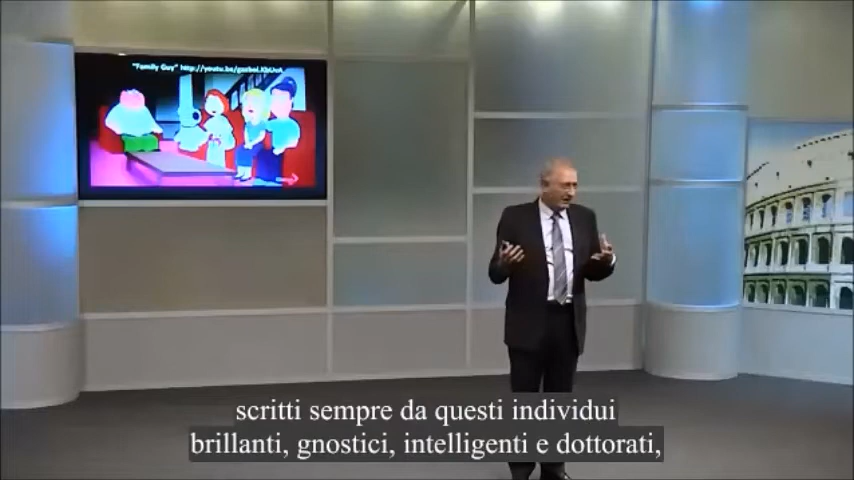 "Family Guy"
scritti sempre da questi individui
brillanti, gnostici, intelligenti e dottorati,